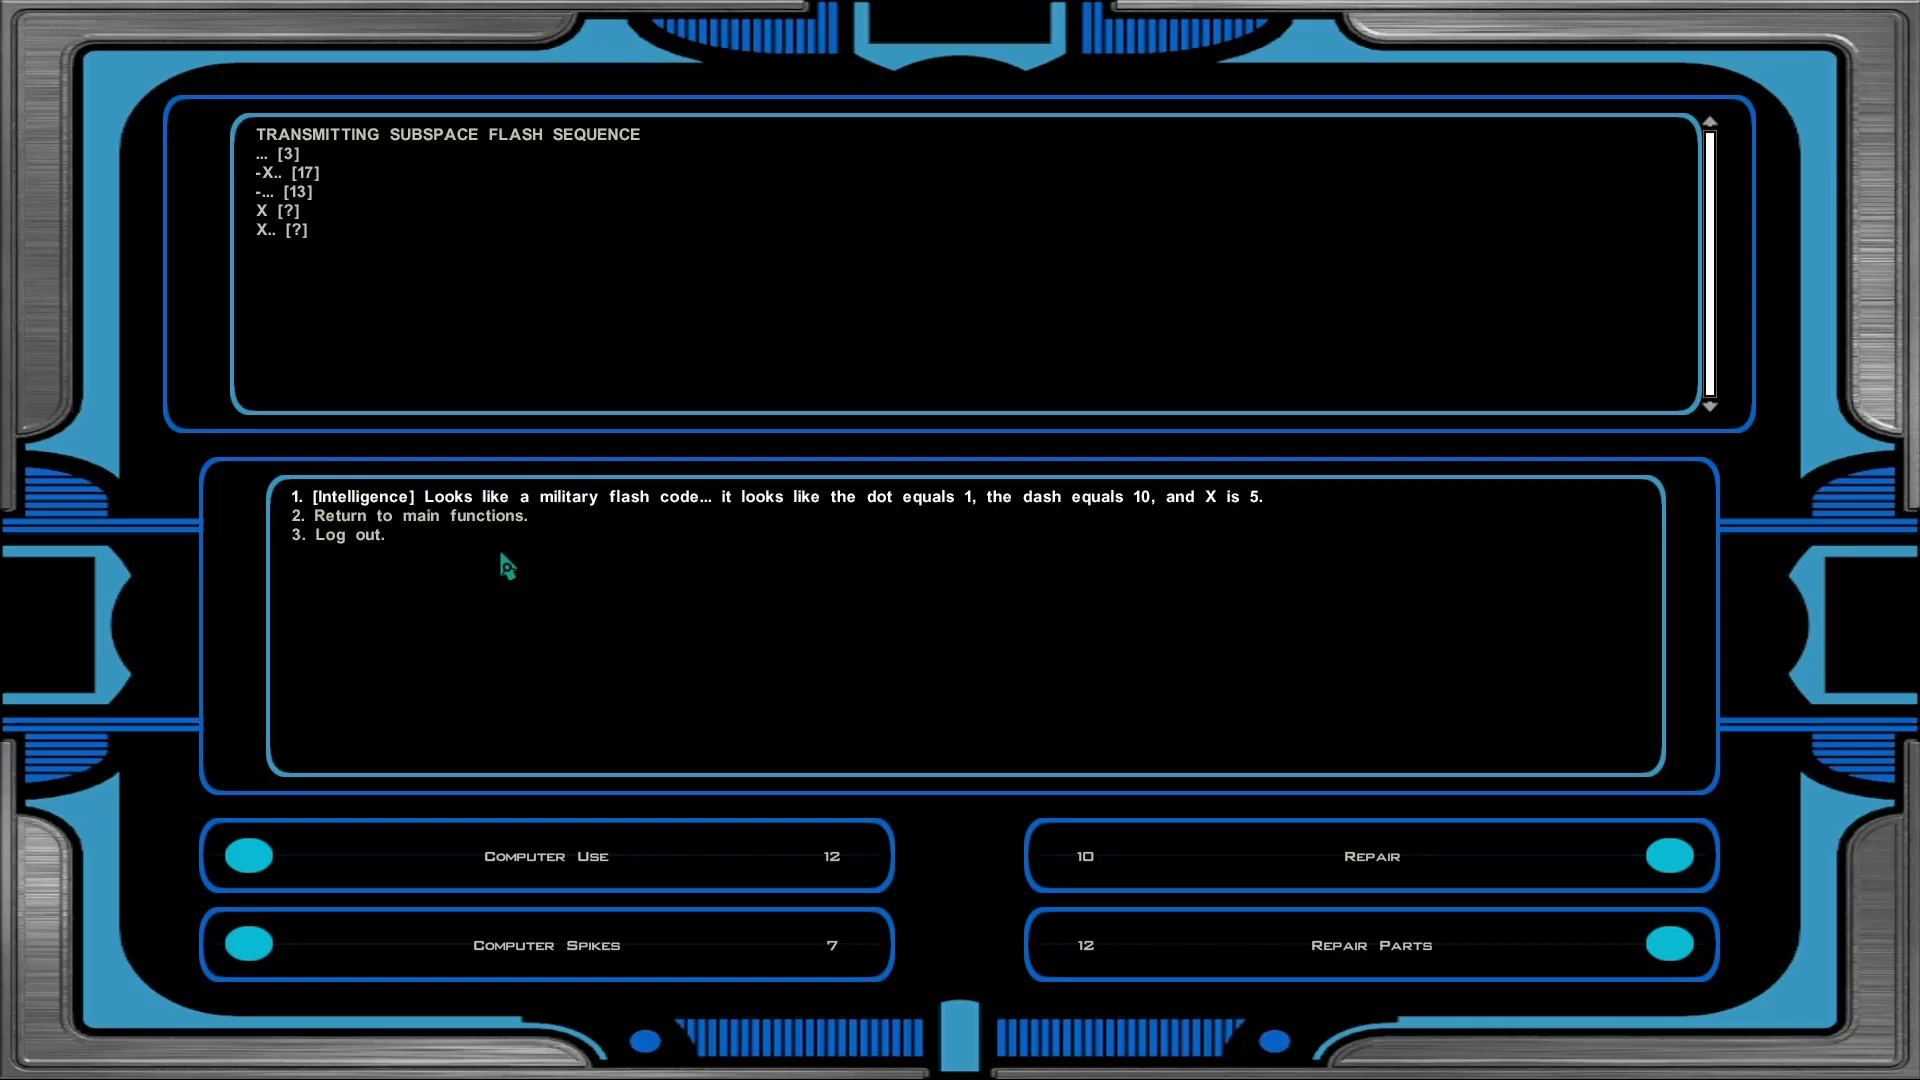 TRANSMITTING SUBSPACE FLASH SEQUENCE
... [3]
-X.. [17]
-... [13]
X [?]
X.. [?]
1. [Intelligence] Looks like a military flash code... it looks like the dot equals 1, the dash equals 10, and X is 5.
2. Return to main functions.
3. Log out.
Computer Use 12
10 Repair
Computer Spikes 7
12 Repair Parts